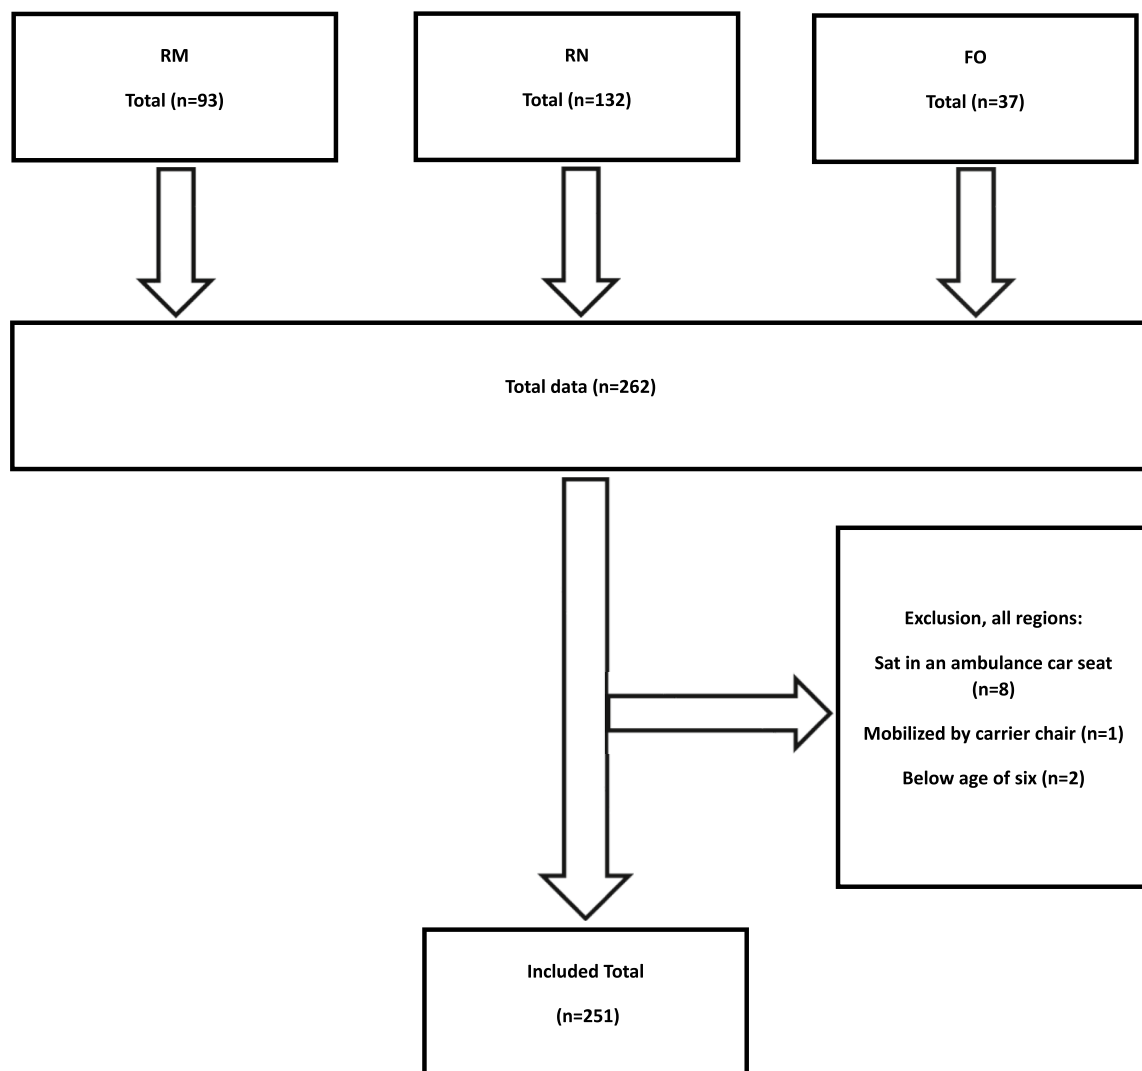 RM
Total (n=93)
RN
Total (n=132)
FO
Total (n=37)
Total data (n=262)
Exclusion, all regions:
Sat in an ambulance car seat
(n=8)
Mobilized by carrier chair (n=1)
Below age of six (n=2)
Included Total
(n=251)